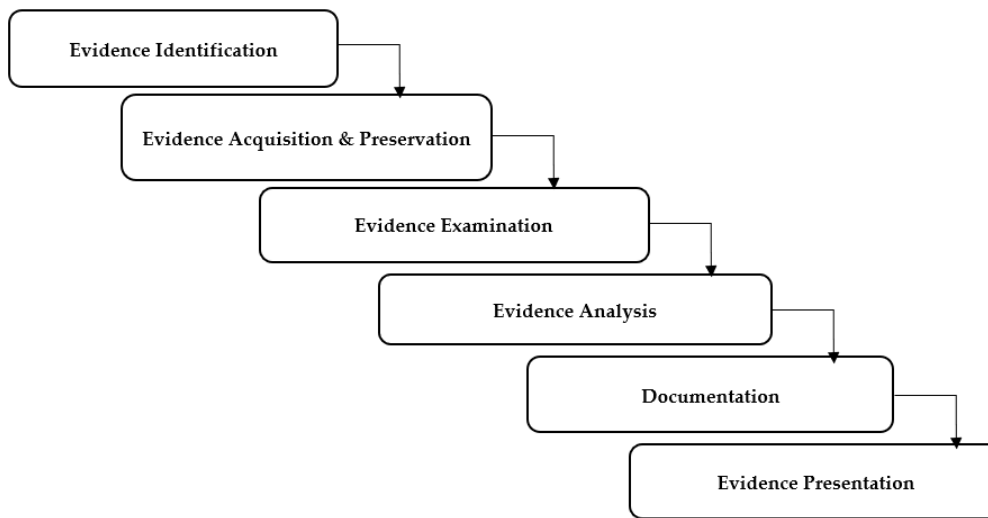 Evidence Identification
Evidence Acquisition & Preservation
Evidence Examination
Evidence Analysis
Documentation
Evidence Presentation